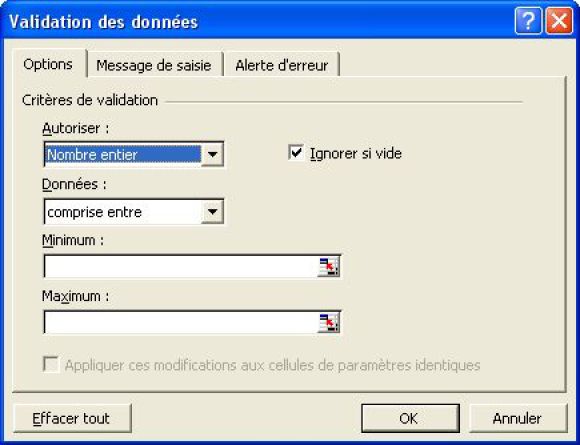 Validation des données
Options Message de saisie Alerte d'erreur
Critères de validation
Autoriser :
Nombre entier Ignorer si vide
Données :
comprise entre
Minimum :
Maximum :
Appliquer ces modifications aux cellules de paramètres identiques
Effacer tout OK Annuler